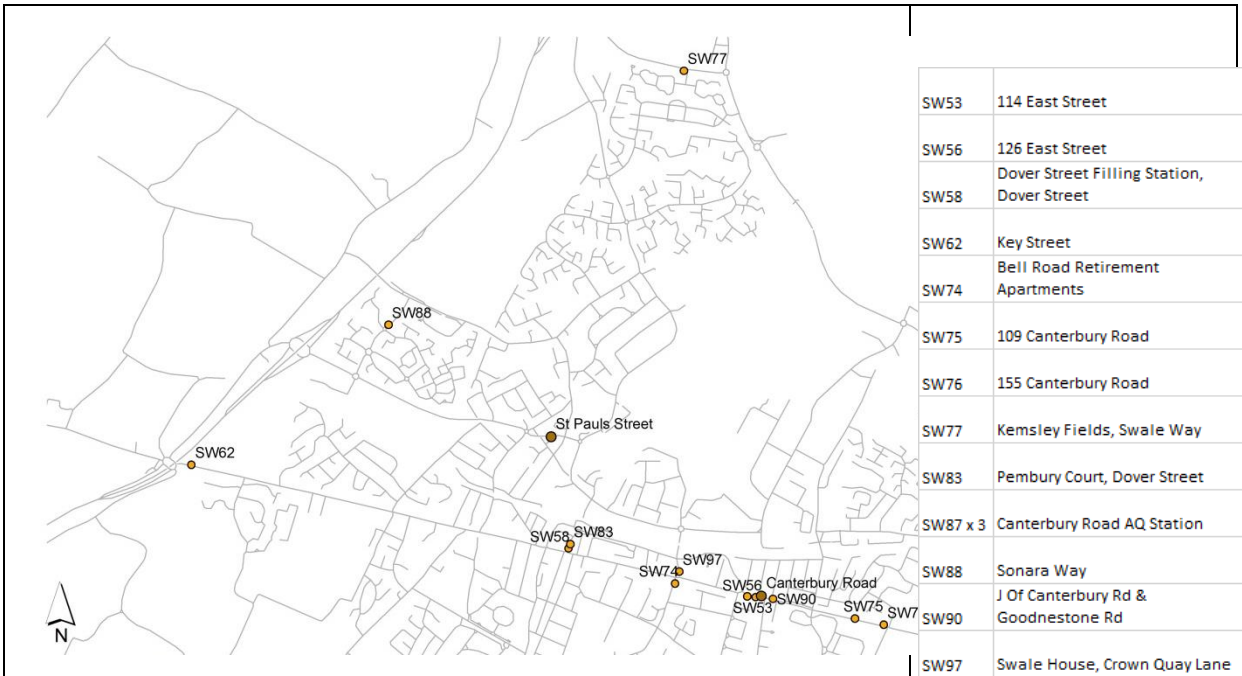 SW77
SW88
St Pauls Street
SW62
SW58
SW83
SW97
SW74
SW56
Canterbury Road
SW53
SW90
SW75
SW7
SW53 114 East Street
SW56 126 East Street
Dover Street Filling Station,
SW58 Dover Street
SW62 Key Street
Bell Road Retirement
SW74 Apartments
SW75 109 Canterbury Road
SW76 155 Canterbury Road
SW77 Kemsley Fields, Swale Way
SW83 Pembury Court, Dover Street
SW87 x 3 Canterbury Road AQ Station
SW88 Sonara Way
J Of Canterbury Rd &
SW90 Goodnestone Rd
SW97 Swale House, Crown Quay Lane
N